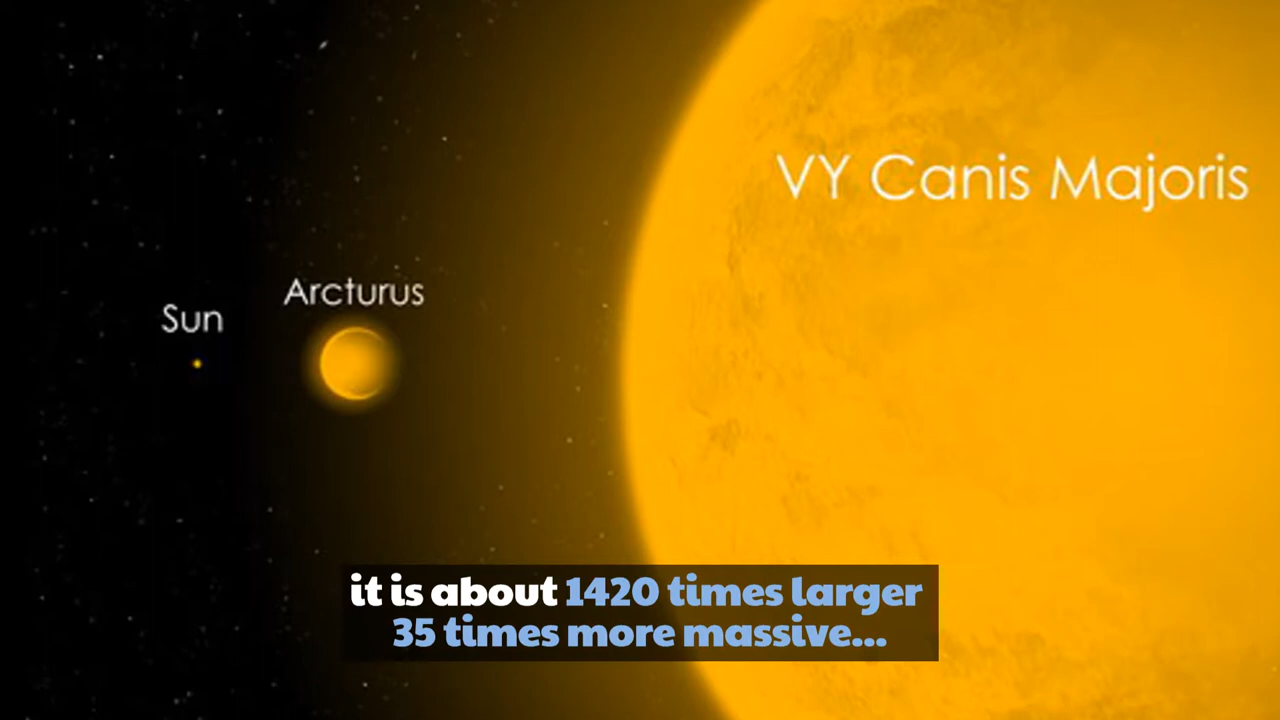 VY Canis Majoris
Arcturus
Sun
it is about 1420 times larger
35 times more massive...